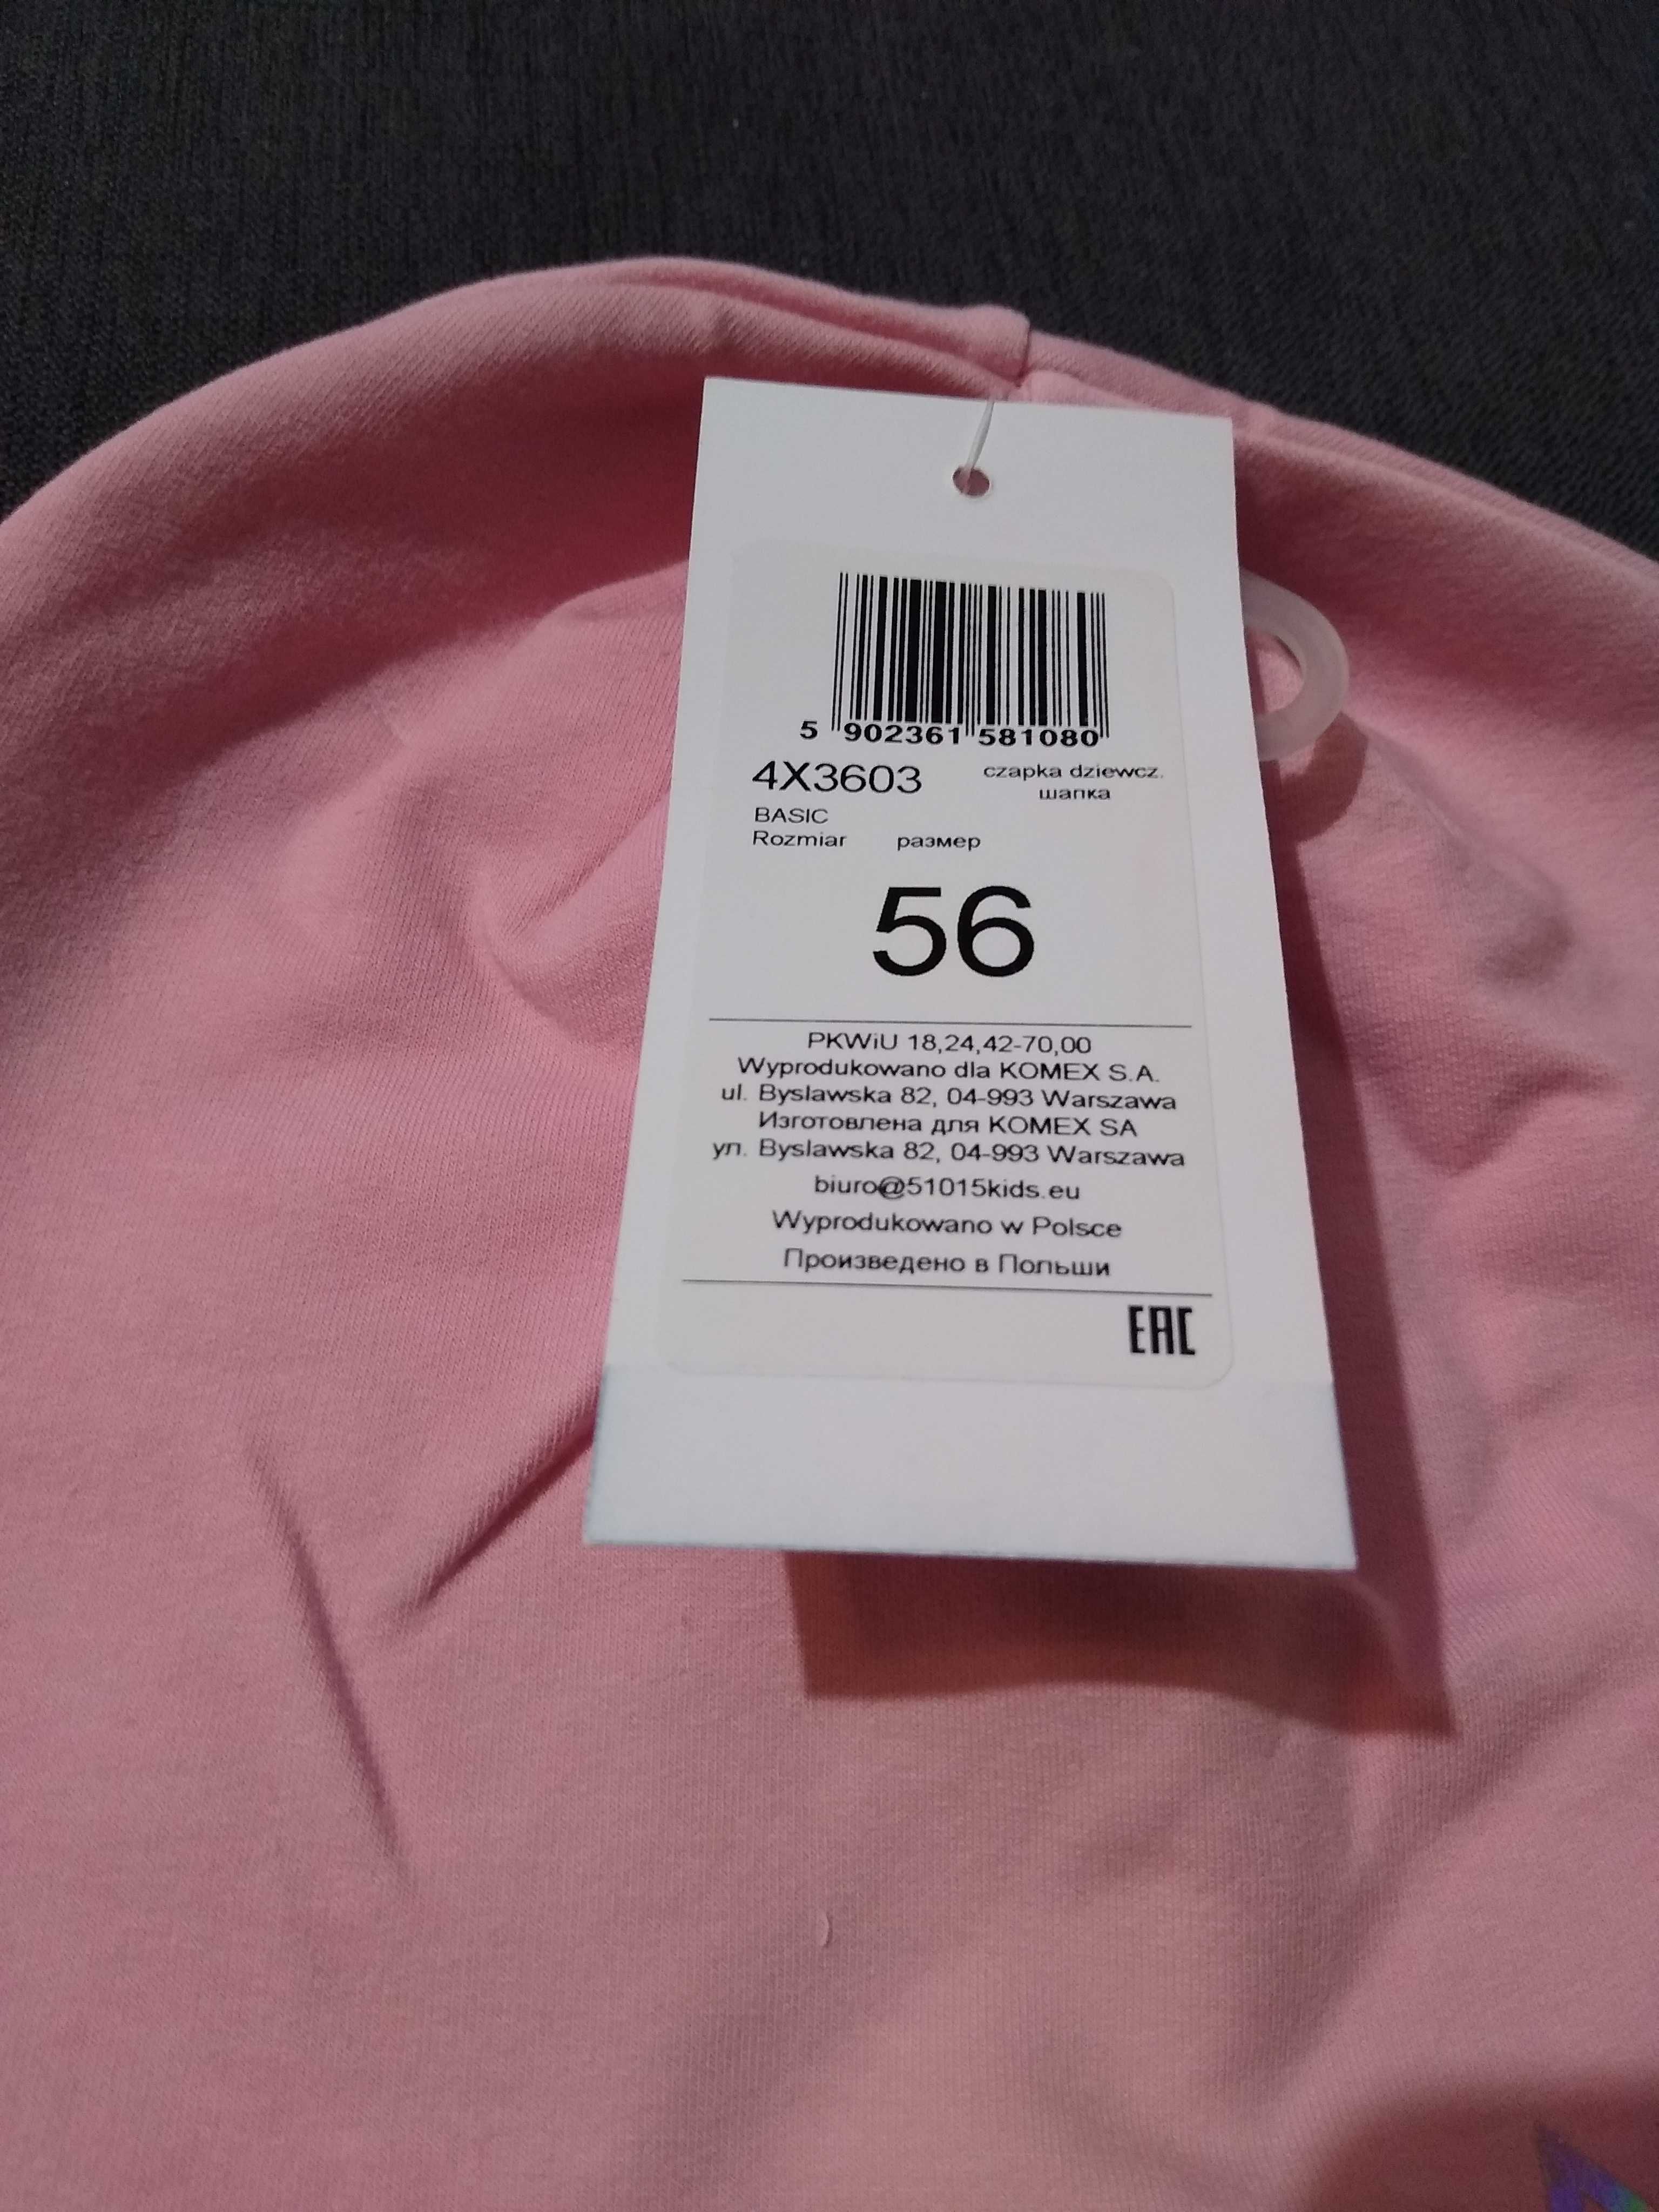 5 902361 581080
4X3603 czapka dziewcz.
шапка
BASIC
Rozmiar размер
56
PKWiU 18,24,42-70,00
Wyprodukowano dla KOMEX S.A.
ul. Byslawska 82, 04-993 Warszawa
Изготовлена для KOMEX SA
ул. Byslawska 82, 04-993 Warszawa
biuro@51015kids.eu
Wyprodukowano w Polsce
Произведено в Польши
EAC